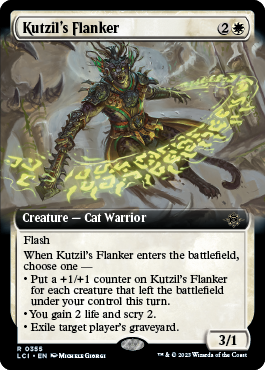 Kutzil's Flanker 2
Creature — Cat Warrior
Flash
When Kutzil's Flanker enters the battlefield,
choose one —
• Put a +1/+1 counter on Kutzil's Flanker
for each creature that left the battlefield
under your control this turn.
• You gain 2 life and scry 2.
• Exile target player's graveyard.
3/1
R 0355
LCI • EN Michele Giorgi
™ & © 2023 Wizards of the Coast